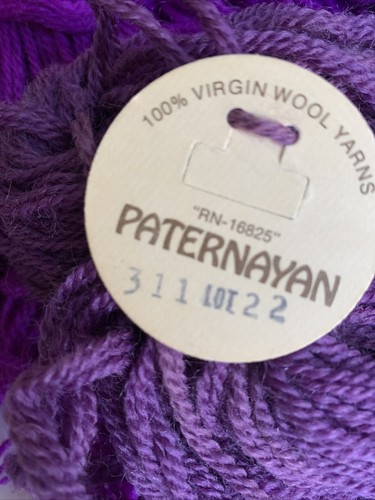 100% VIRGIN WOOL YARNS
"RN-16825"
PATERNAYAN
311 LOT 22